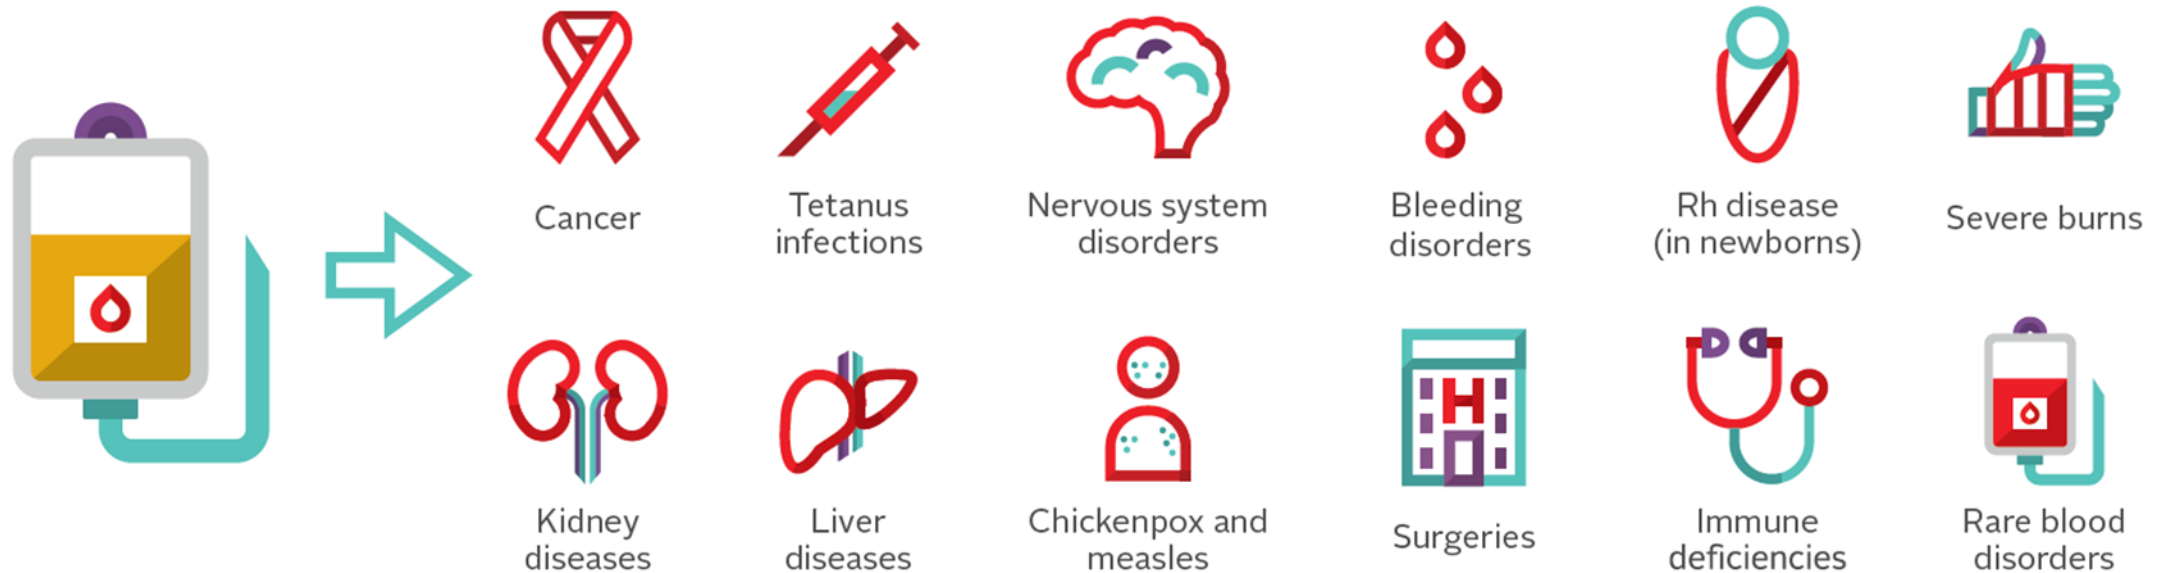 Cancer
Tetanus
infections
Nervous system
disorders
Bleeding
disorders
Rh disease
(in newborns)
Severe burns
Kidney
diseases
Liver
diseases
Chickenpox and
measles
H
Surgeries
Immune
deficiencies
Rare blood
disorders